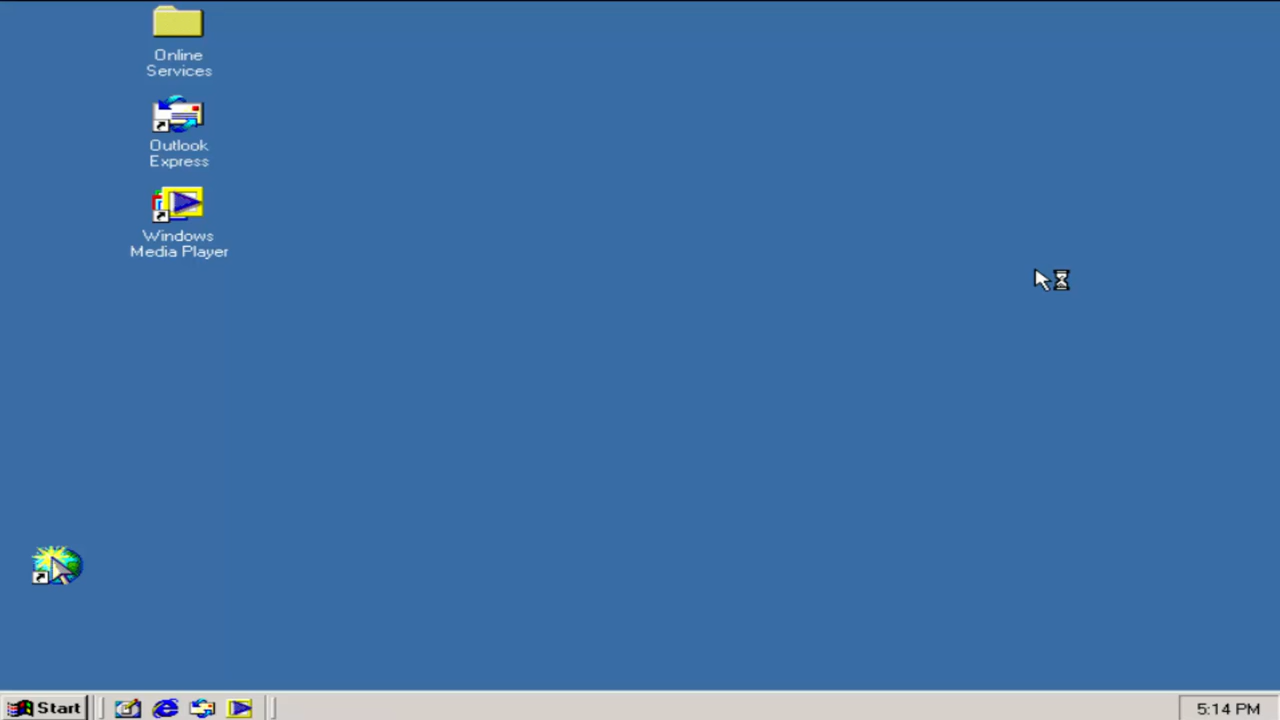 Online
Services
Outlook
Express
Windows
Media Player
Start
5:14 PM